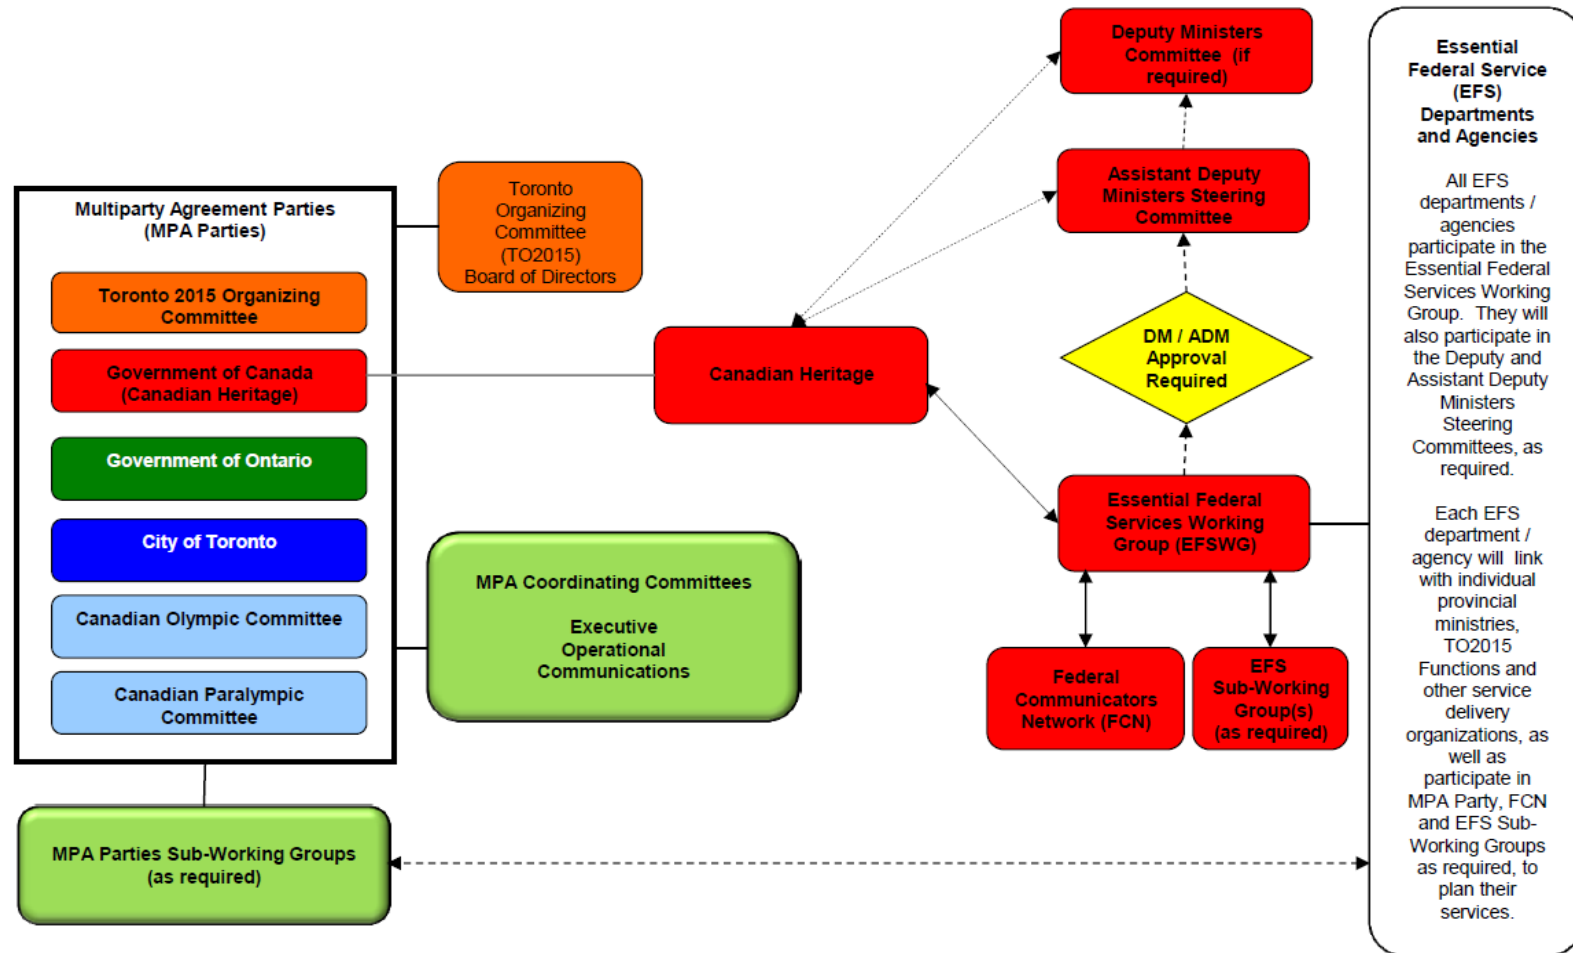 Deputy Ministers
Committee (if
required)
Assistant Deputy
Ministers Steering
Committee
Toronto
Organizing
Committee
(TO2015)
Board of Directors
Multiparty Agreement Parties
(MPA Parties)
Toronto 2015 Organizing
Committee
Government of Canada
(Canadian Heritage)
Government of Ontario
City of Toronto
Canadian Olympic Committee
Canadian Paralympic
Committee
Canadian Heritage
DM / ADM
Approval
Required
MPA Coordinating Committees
Executive
Operational
Communications
Essential Federal
Services Working
Group (EFSWG)
Federal
Communicators
Network (FCN)
EFS
Sub-Working
Group(s)
(as required)
MPA Parties Sub-Working Groups
(as required)
Essential
Federal Service
(EFS)
Departments
and Agencies
All EFS
departments /
agencies
participate in the
Essential Federal
Services Working
Group. They will
also participate in
the Deputy and
Assistant Deputy
Ministers
Steering
Committees, as
required.
Each EFS
department /
agency will link
with individual
provincial
ministries,
TO2015
Functions and
other service
delivery
organizations, as
well as
participate in
MPA Party, FCN
and EFS Sub-
Working Groups
as required, to
plan their
services.